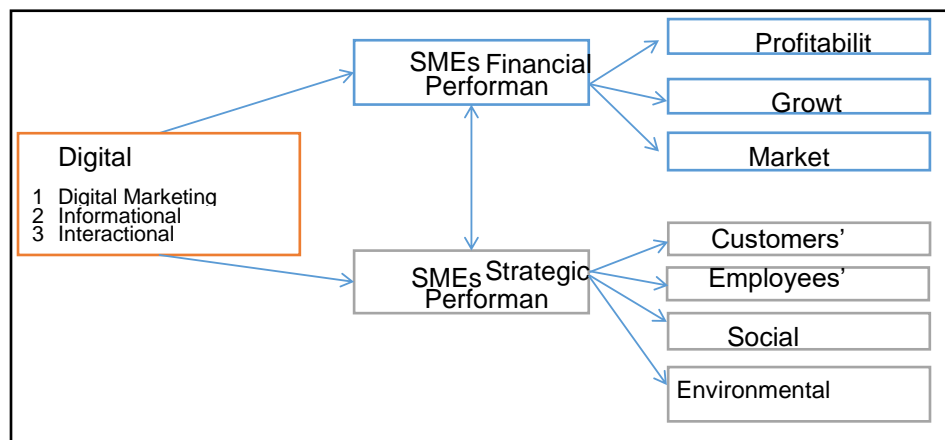 Digital
1 Digital Marketing
2 Informational
3 Interactional
SMEs Financial
Performan
SMEs Strategic
Performan
Profitabilit
Growt
Market
Customers’
Employees’
Social
Environmental